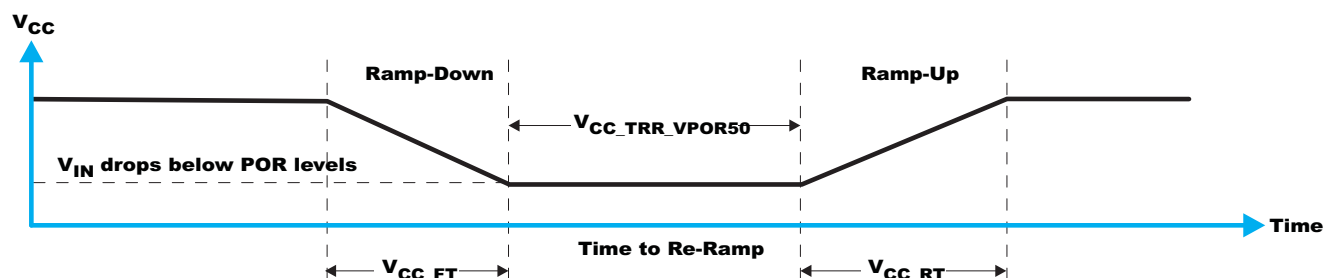 VCC
Ramp-Down
Ramp-Up
VCC_TRR_VPOR50
VIN drops below POR levels
Time
Time to Re-Ramp
VCC_FT
VCC_RT